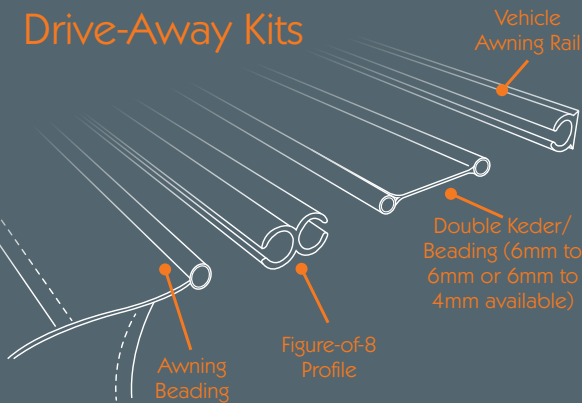 Drive-Away Kits
Vehicle
Awning Rail
Double Keder/
Beading (6mm to
6mm or 6mm to
4mm available)
Figure-of-8
Profile
Awning
Beading